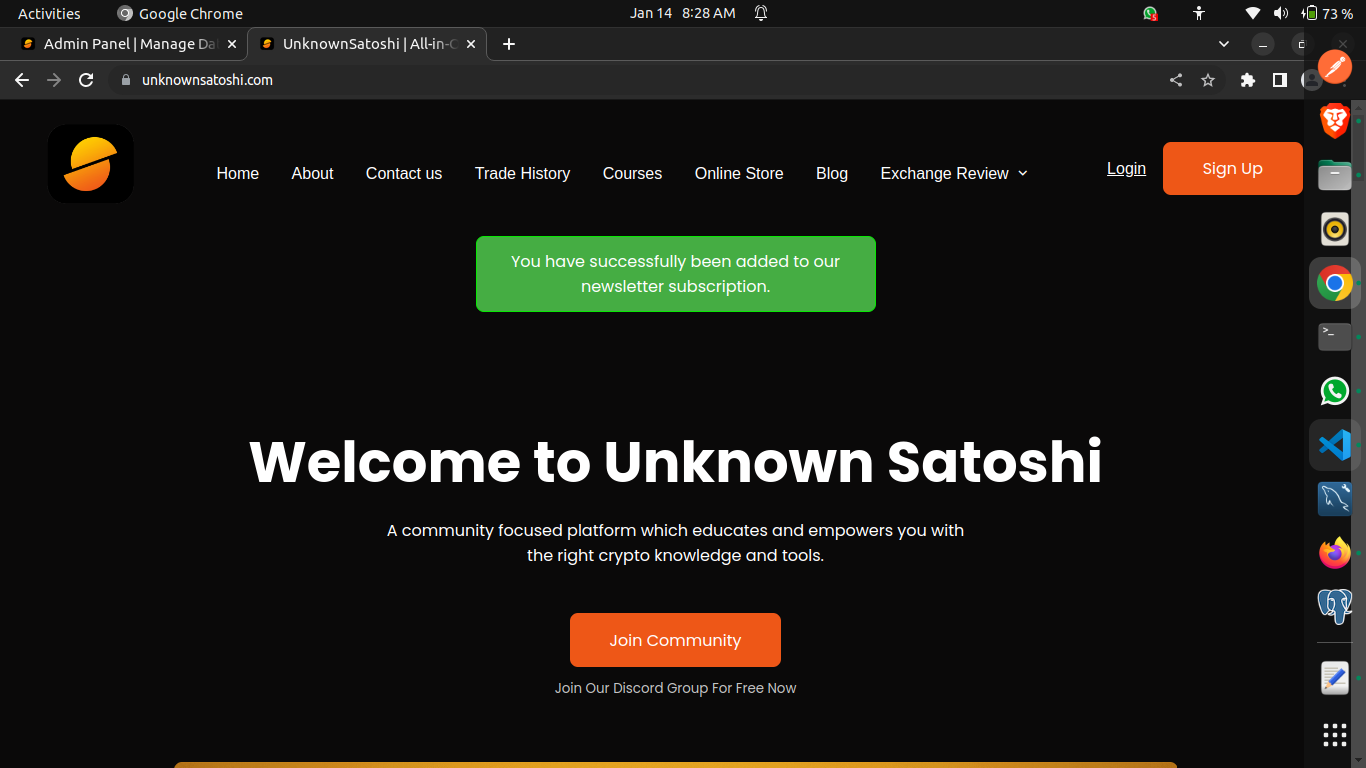 Activities
Google Chrome
Jan 14 8:28 AM
5
73 %
Admin Panel | Manage Da
UnknownSatoshi | All-in-O
unknownsatoshi.com
Home
About
Contact us
Trade History
Courses
Online Store
Blog
Exchange Review
Login
Sign Up
You have successfully been added to our
newsletter subscription.
Welcome to Unknown Satoshi
A community focused platform which educates and empowers you with
the right crypto knowledge and tools.
Join Community
Join Our Discord Group For Free Now